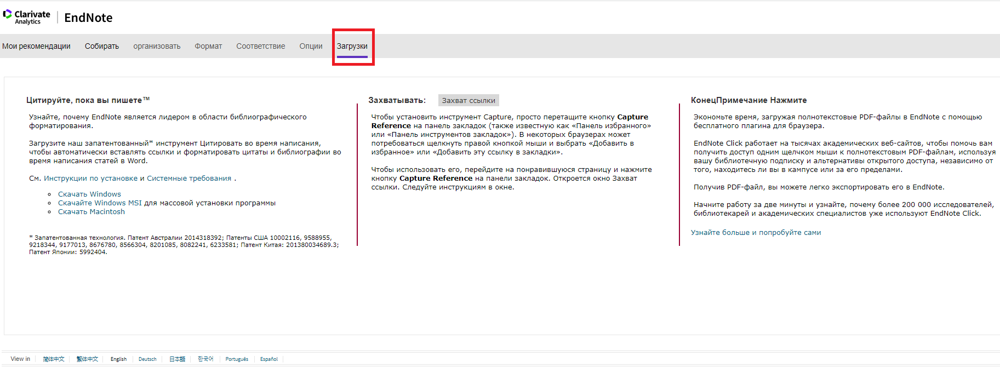 Clarivate
Analytics
EndNote
Мои рекомендации Собирать организовать Формат Соответствие Опции Загрузки
Цитируйте, пока вы пишете™
Узнайте, почему EndNote является лидером в области библиографического
форматирования.
Загрузите наш запатентованный* инструмент Цитировать во время написания,
чтобы автоматически вставлять ссылки и форматировать цитаты и библиографии во
время написания статей в Word.
См. Инструкции по установке и Системные требования .
Скачать Windows
Скачайте Windows MSI для массовой установки программы
Скачать Macintosh
* Запатентованная технология. Патент Австралии 2014318392; Патенты США 10002116, 9588955,
9218344, 9177013, 8676780, 8566304, 8201085, 8082241, 6233581; Патент Китая: 201380034689.3;
Патент Японии: 5992404.
Захватывать: Захват ссылки
Чтобы установить инструмент Capture, просто перетащите кнопку Capture
Reference на панель закладок (также известную как «Панель избранного»
или «Панель инструментов закладок»). В некоторых браузерах может
потребоваться щелкнуть правой кнопкой мыши и выбрать «Добавить в
избранное» или «Добавить эту ссылку в закладки».
Чтобы использовать его, перейдите на понравившуюся страницу и нажмите
кнопку Capture Reference на панели закладок. Откроется окно Захват
ссылки. Следуйте инструкциям в окне.
КонецПримечание Нажмите
Экономьте время, загружая полнотекстовые PDF-файлы в EndNote с помощью
бесплатного плагина для браузера.
EndNote Click работает на тысячах академических веб-сайтов, чтобы помочь вам
получить доступ одним щелчком мыши к полнотекстовым PDF-файлам, используя
вашу библиотечную подписку и альтернативы открытого доступа, независимо от
того, находитесь ли вы в кампусе или за его пределами.
Получив PDF-файл, вы можете легко экспортировать его в EndNote.
Начните работу за две минуты и узнайте, почему более 200 000 исследователей,
библиотекарей и академических специалистов уже используют EndNote Click.
Узнайте больше и попробуйте сами
View in 简体中文 繁体中文 English Deutsch 日本語 한국어 Português Español